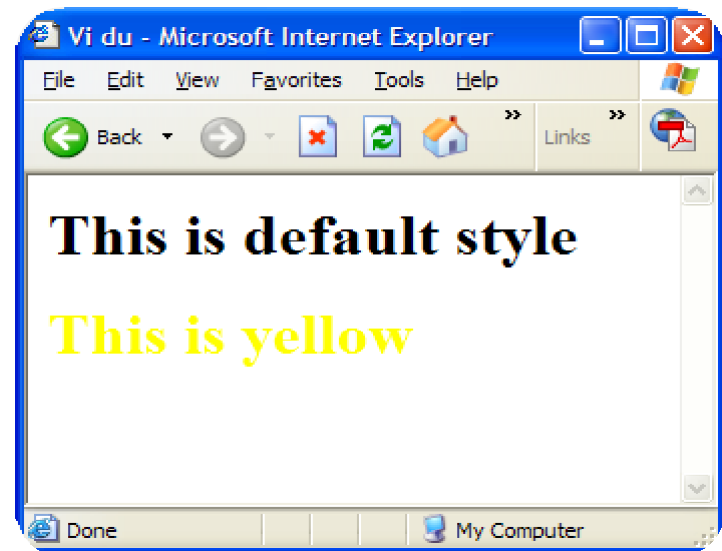 Vi du - Microsoft Internet Explorer
File Edit View Favorites Tools Help
Back Links
This is default style
This is yellow
Done My Computer